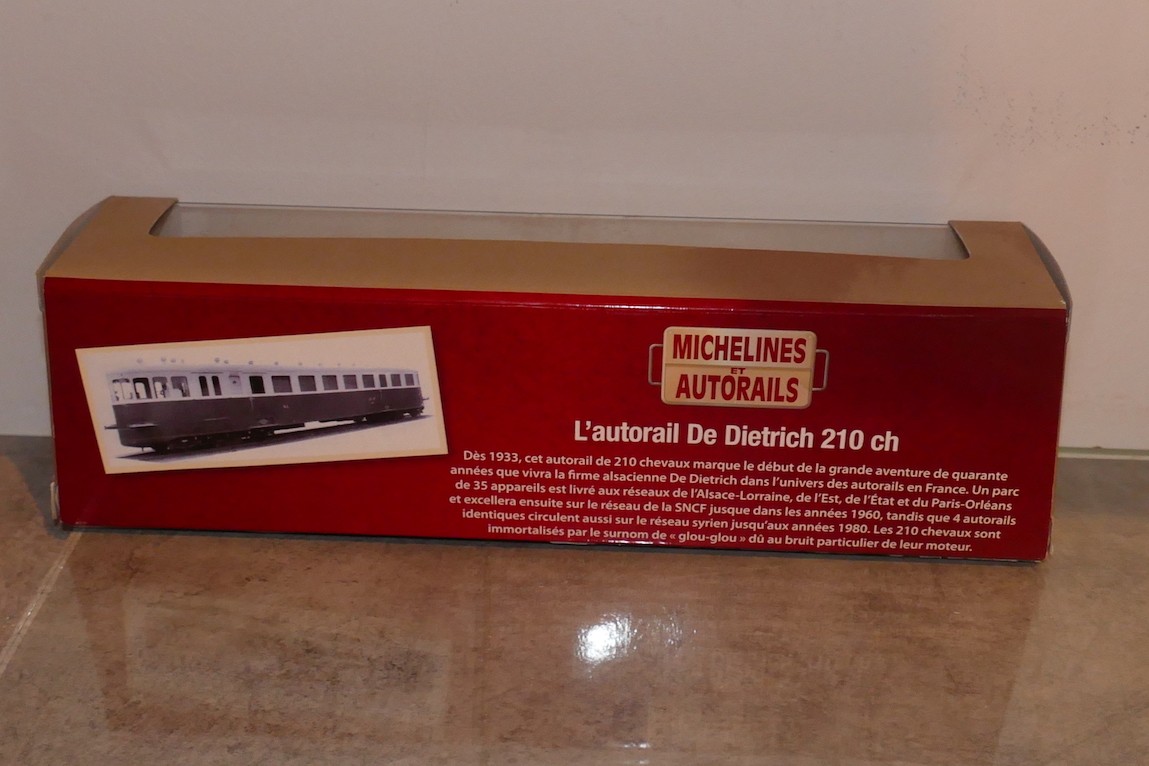 MICHELINES
ET
AUTORAILS
L'autorail De Dietrich 210 ch
Dès 1933, cet autorail de 210 chevaux marque le début de la grande aventure de quarante
années que vivra la firme alsacienne De Dietrich dans l'univers des autorails en France. Un parc
de 35 appareils est livré aux réseaux de l'Alsace-Lorraine, de l'Est, de l'État et du Paris-Orléans
et excellera ensuite sur le réseau de la SNCF jusque dans les années 1960, tandis que 4 autorails
identiques circulent aussi sur le réseau syrien jusqu'aux années 1980. Les 210 chevaux sont
immortalisés par le surnom de « glou-glou » dû au bruit particulier de leur moteur.